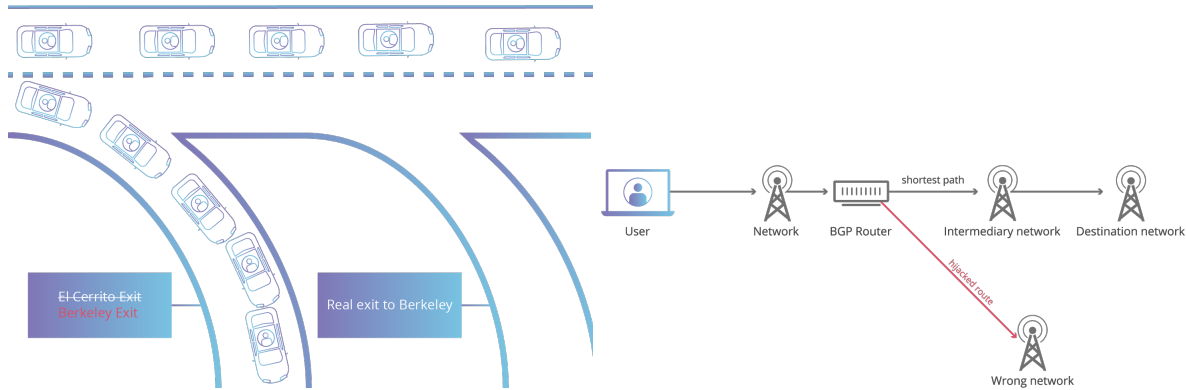 El Cerrito Exit
Berkeley Exit
Real exit to Berkeley
shortest path
User
Network
BGP Router
Intermediary network
Destination network
hijacked route
Wrong network